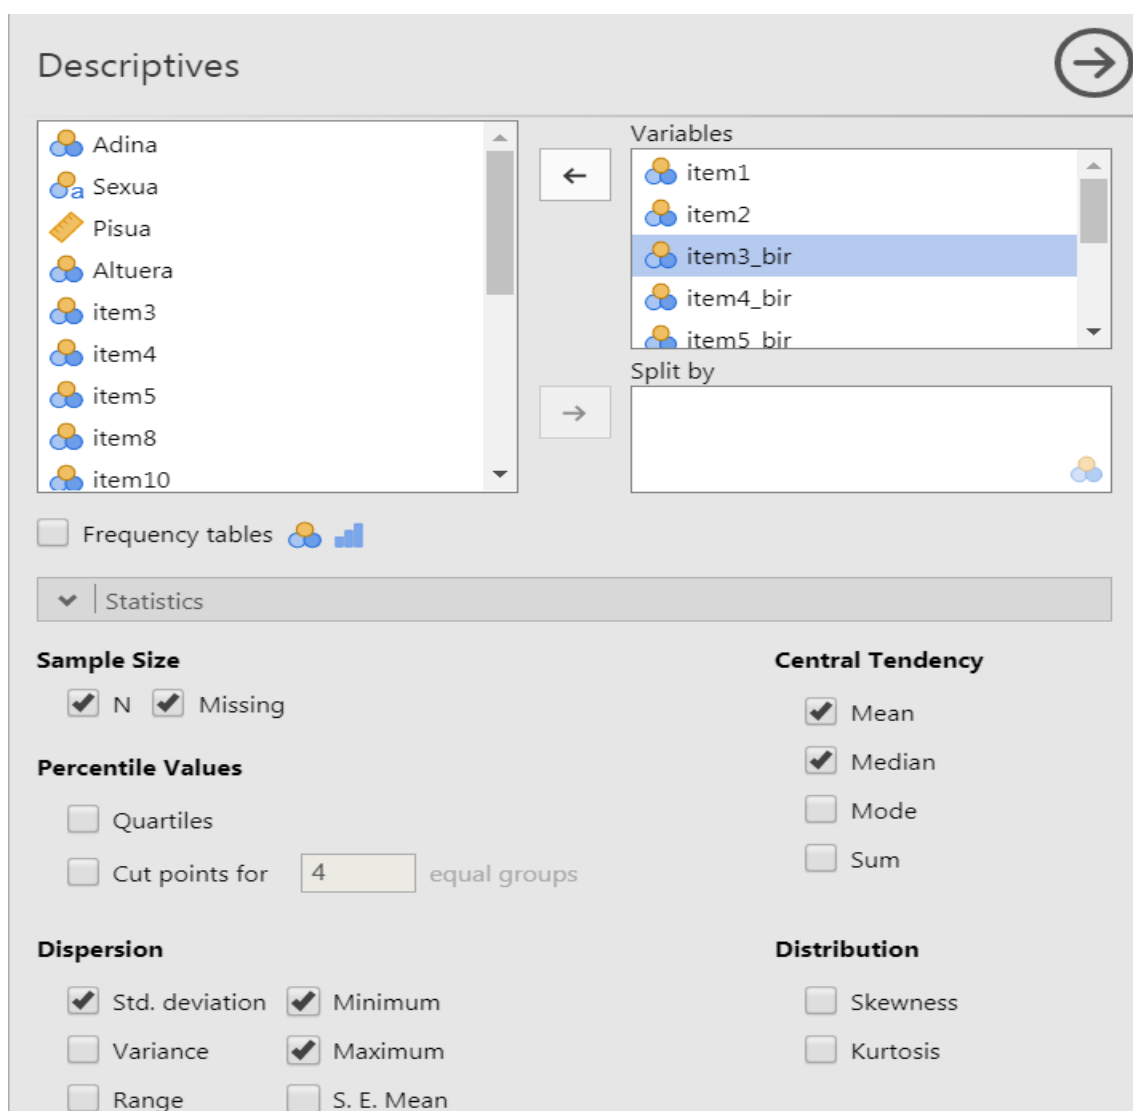 Descriptives
Adina
Sexua
Pisua
Altuera
item3
item4
item5
item8
item10
Variables
item1
item2
item3_bir
item4_bir
item5_bir
Split by
Frequency tables
Statistics
Sample Size
N Missing
Percentile Values
Quartiles
Cut points for 4 equal groups
Central Tendency
Mean
Median
Mode
Sum
Dispersion
Std. deviation Minimum
Variance Maximum
Range S. E. Mean
Distribution
Skewness
Kurtosis